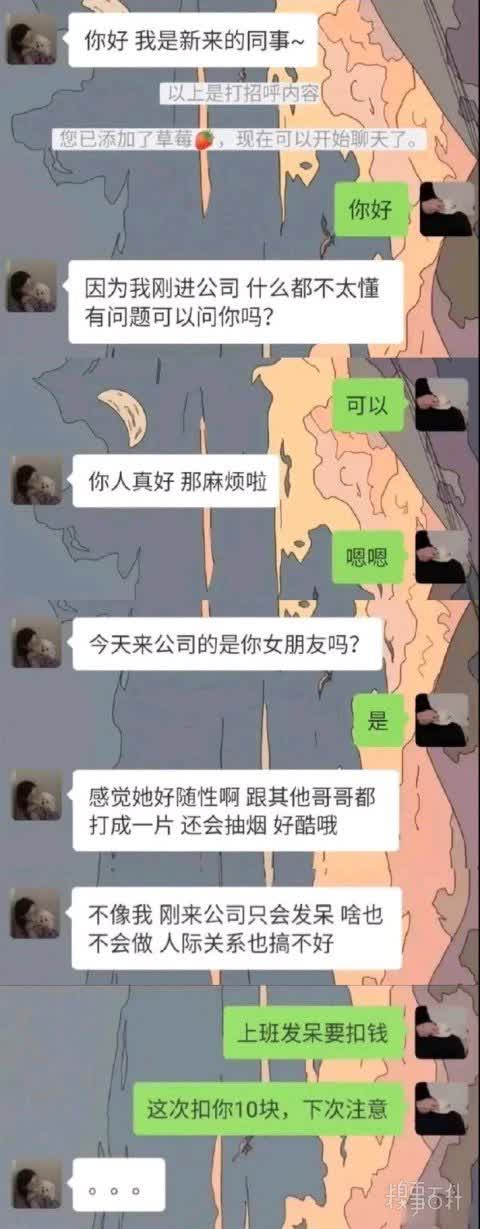 你好 我是新来的同事~
以上是打招呼内容
您已添加了草莓🍓，现在可以开始聊天了。
你好
因为我刚进公司 什么都不太懂
有问题可以问你吗？
可以
你人真好 那麻烦啦
嗯嗯
今天来公司的是你女朋友吗？
是
感觉她好随性啊 跟其他哥哥都
打成一片 还会抽烟 好酷哦
不像我 刚来公司只会发呆 啥也
不会做 人际关系也搞不好
上班发呆要扣钱
这次扣你10块，下次注意
。。。
糗事百科